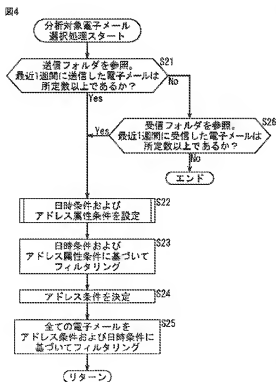 図4
分析対象電子メール
選択処理スタート
S21
送信フォルダを参照。
最近1週間に送信した電子メールは
所定数以上であるか?
No
Yes
S26
受信フォルダを参照。
最近1週間に受信した電子メールは
所定数以上であるか?
Yes
No
エンド
S22
日時条件および
アドレス属性条件を設定
S23
日時条件および
アドレス属性条件に基づいて
フィルタリング
S24
アドレス条件を決定
S25
全ての電子メールを
アドレス条件および日時条件に
基づいてフィルタリング
リターン